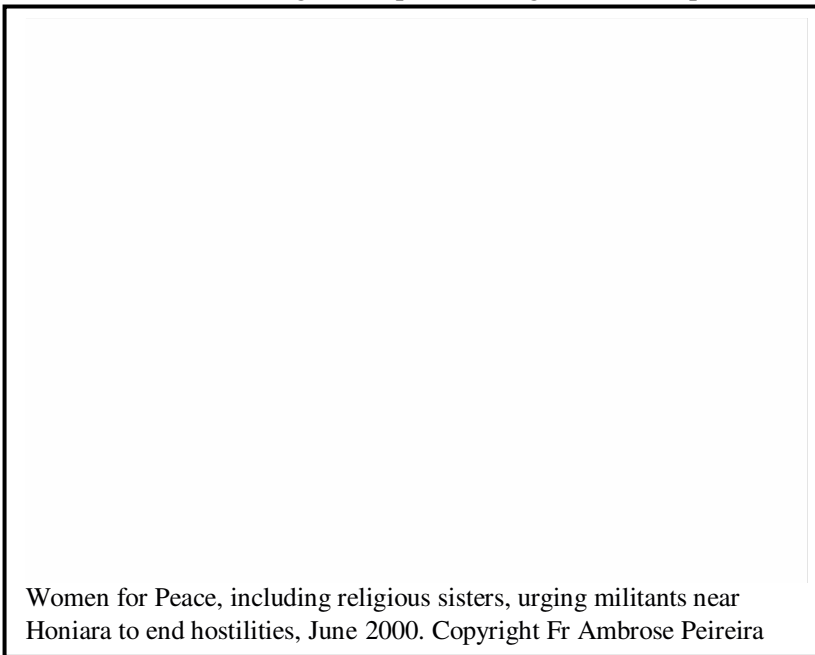 Women for Peace, including religious sisters, urging militants near
Honiara to end hostilities, June 2000. Copyright Fr Ambrose Peireira